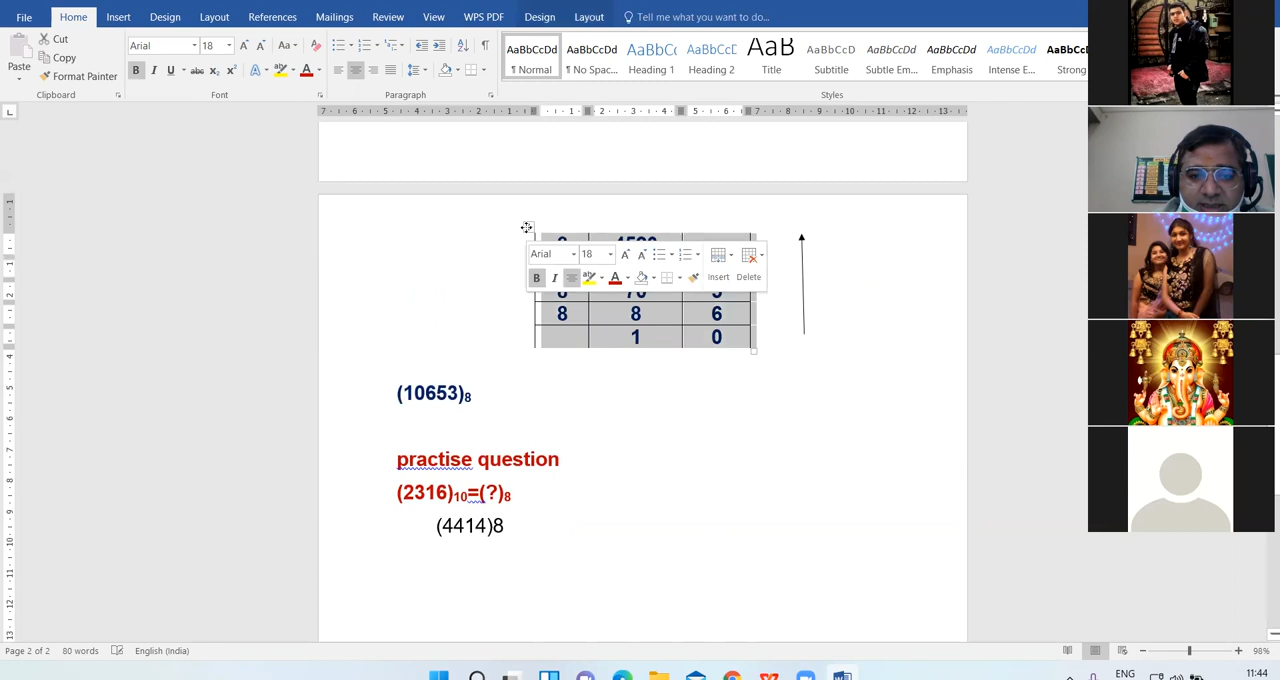 File Home Insert Design Layout References Mailings Review View WPS PDF Design Layout Tell me what you want to do...
Paste Cut Copy Format Painter
Arial 18 Aa
AaBbCcDd AaBbCcDd AaBbCc AaBbCcD AaB AaBbCcD AaBbCcDd AaBbCcDd AaBbCcDd AaBbCc
¶ Normal ¶ No Spac... Heading 1 Heading 2 Title Subtitle Subtle Em... Emphasis Intense E... Strong
Clipboard Font Paragraph Styles
Arial 18
Insert Delete
8 8 6
1 0
(10653)₈
practise question
(2316)₁₀=(?)₈
(4414)8
Page 2 of 2 80 words English (India) 98%
ENG 11:44